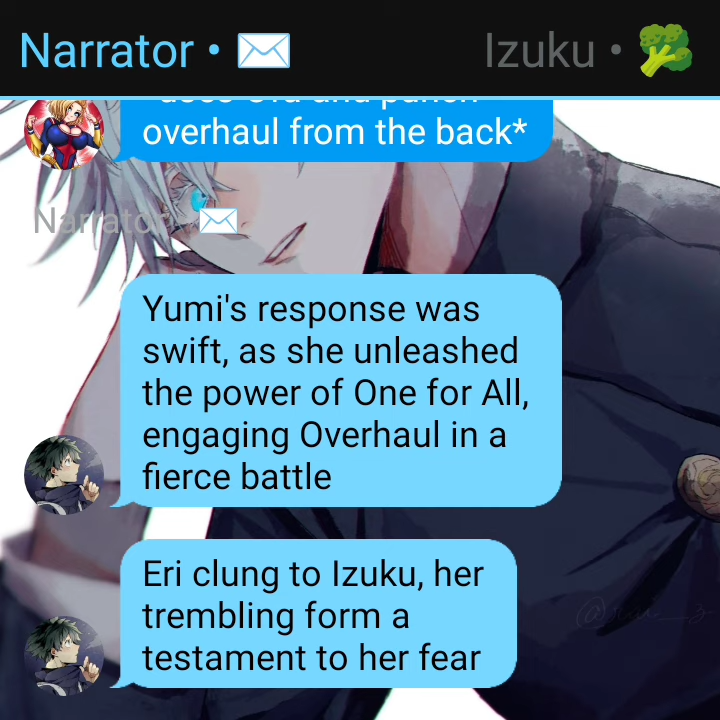 Narrator • ✉️ Izuku • 🥦
overhaul from the back*
Narrator • ✉️
Yumi's response was
swift, as she unleashed
the power of One for All,
engaging Overhaul in a
fierce battle
Eri clung to Izuku, her
trembling form a
testament to her fear